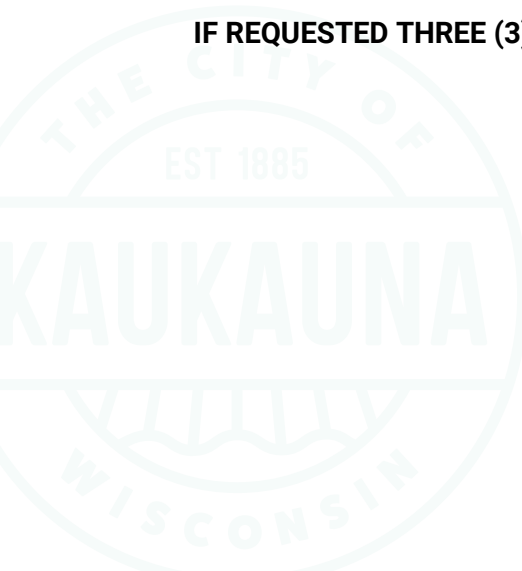 IF REQUESTED THREE (3)
THE CITY OF
EST 1885
KAUKAUNA
WISCONSIN